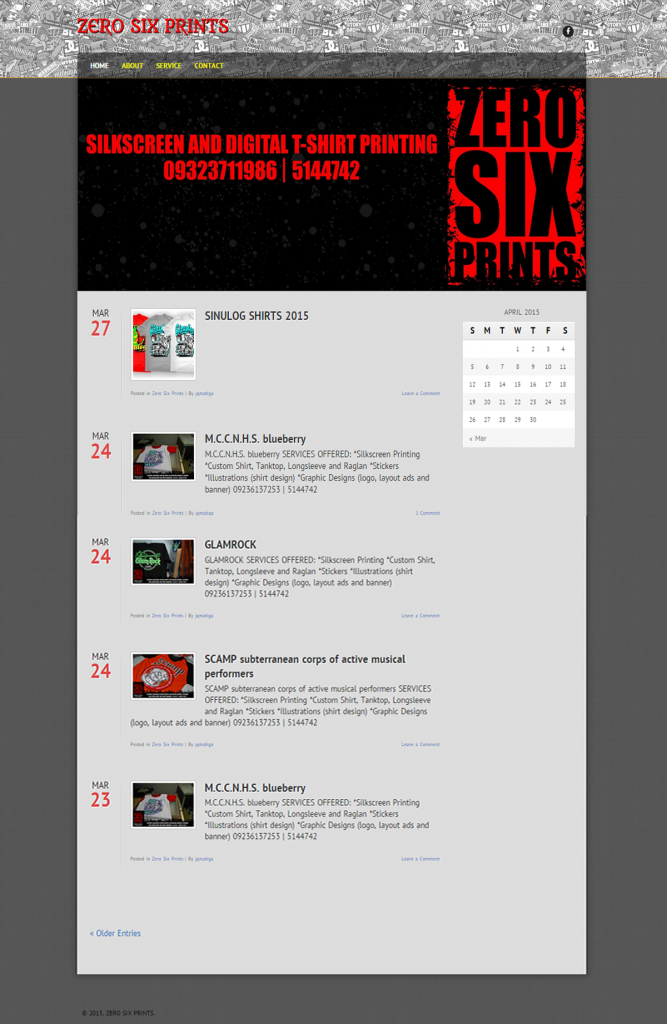 ZERO SIX PRINTS
HOME ABOUT SERVICE CONTACT
SILKSCREEN AND DIGITAL T-SHIRT PRINTING
09323711986 | 5144742
ZERO
SIX
PRINTS
MAR
27
SINULOG SHIRTS 2015
Posted in Zero Six Prints | By jgmatiga
Leave a Comment
MAR
24
M.C.C.N.H.S. blueberry
M.C.C.N.H.S. blueberry SERVICES OFFERED: *Silkscreen Printing
*Custom Shirt, Tanktop, Longsleeve and Raglan *Stickers
*Illustrations (shirt design) *Graphic Designs (logo, layout ads and
banner) 09236137253 | 5144742
Posted in Zero Six Prints | By jgmatiga
1 Comment
MAR
24
GLAMROCK
GLAMROCK SERVICES OFFERED: *Silkscreen Printing *Custom Shirt,
Tanktop, Longsleeve and Raglan *Stickers *Illustrations (shirt
design) *Graphic Designs (logo, layout ads and banner)
09236137253 | 5144742
Posted in Zero Six Prints | By jgmatiga
Leave a Comment
MAR
24
SCAMP subterranean corps of active musical
performers
SCAMP subterranean corps of active musical performers SERVICES
OFFERED: *Silkscreen Printing *Custom Shirt, Tanktop, Longsleeve
and Raglan *Stickers *Illustrations (shirt design) *Graphic Designs
(logo, layout ads and banner) 09236137253 | 5144742
Posted in Zero Six Prints | By jgmatiga
Leave a Comment
MAR
23
M.C.C.N.H.S. blueberry
M.C.C.N.H.S. blueberry SERVICES OFFERED: *Silkscreen Printing
*Custom Shirt, Tanktop, Longsleeve and Raglan *Stickers
*Illustrations (shirt design) *Graphic Designs (logo, layout ads and
banner) 09236137253 | 5144742
Posted in Zero Six Prints | By jgmatiga
Leave a Comment
« Older Entries
APRIL 2015
S M T W T F S
1 2 3 4
5 6 7 8 9 10 11
12 13 14 15 16 17 18
19 20 21 22 23 24 25
26 27 28 29 30
« Mar
© 2015. ZERO SIX PRINTS.